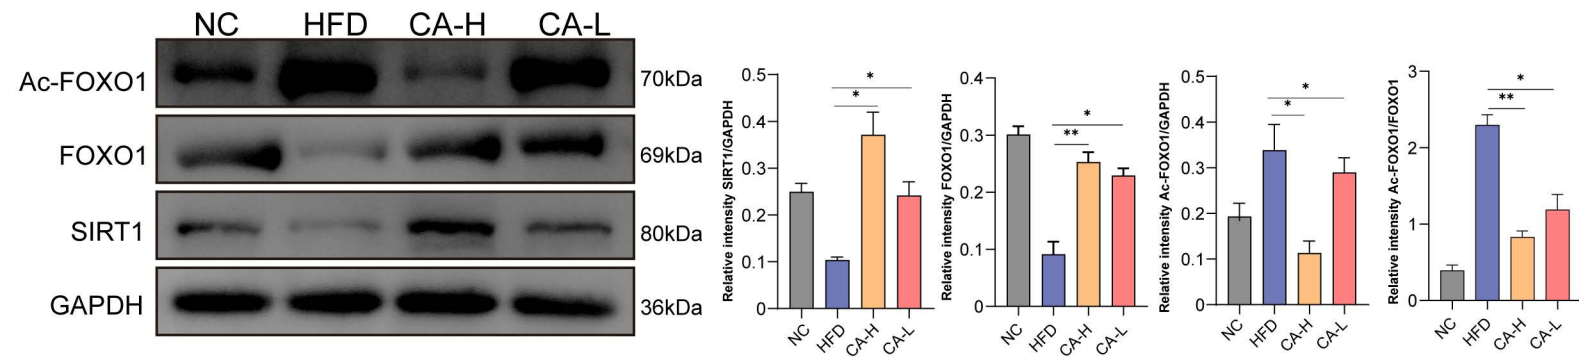 NC HFD CA-H CA-L
Ac-FOXO1 70kDa
FOXO1 69kDa
SIRT1 80kDa
GAPDH 36kDa
Relative intensity SIRT1/GAPDH
0.5
0.4
0.3
0.2
0.1
0
*
*
NC HFD CA-H CA-L
Relative intensity FOXO1/GAPDH
0.4
0.3
0.2
0.1
0
*
**
NC HFD CA-H CA-L
Relative intensity Ac-FOXO1/GAPDH
0.5
0.4
0.3
0.2
0.1
0
*
*
NC HFD CA-H CA-L
Relative intensity Ac-FOXO1/FOXO1
3
2
1
0
*
**
NC HFD CA-H CA-L